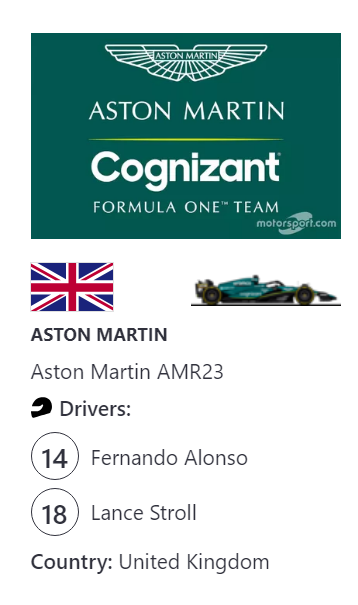 ASTON MARTIN
ASTON MARTIN
Cognizant
FORMULA ONE™ TEAM
motorsport.com
ASTON MARTIN
Aston Martin AMR23
Drivers:
14 Fernando Alonso
18 Lance Stroll
Country: United Kingdom